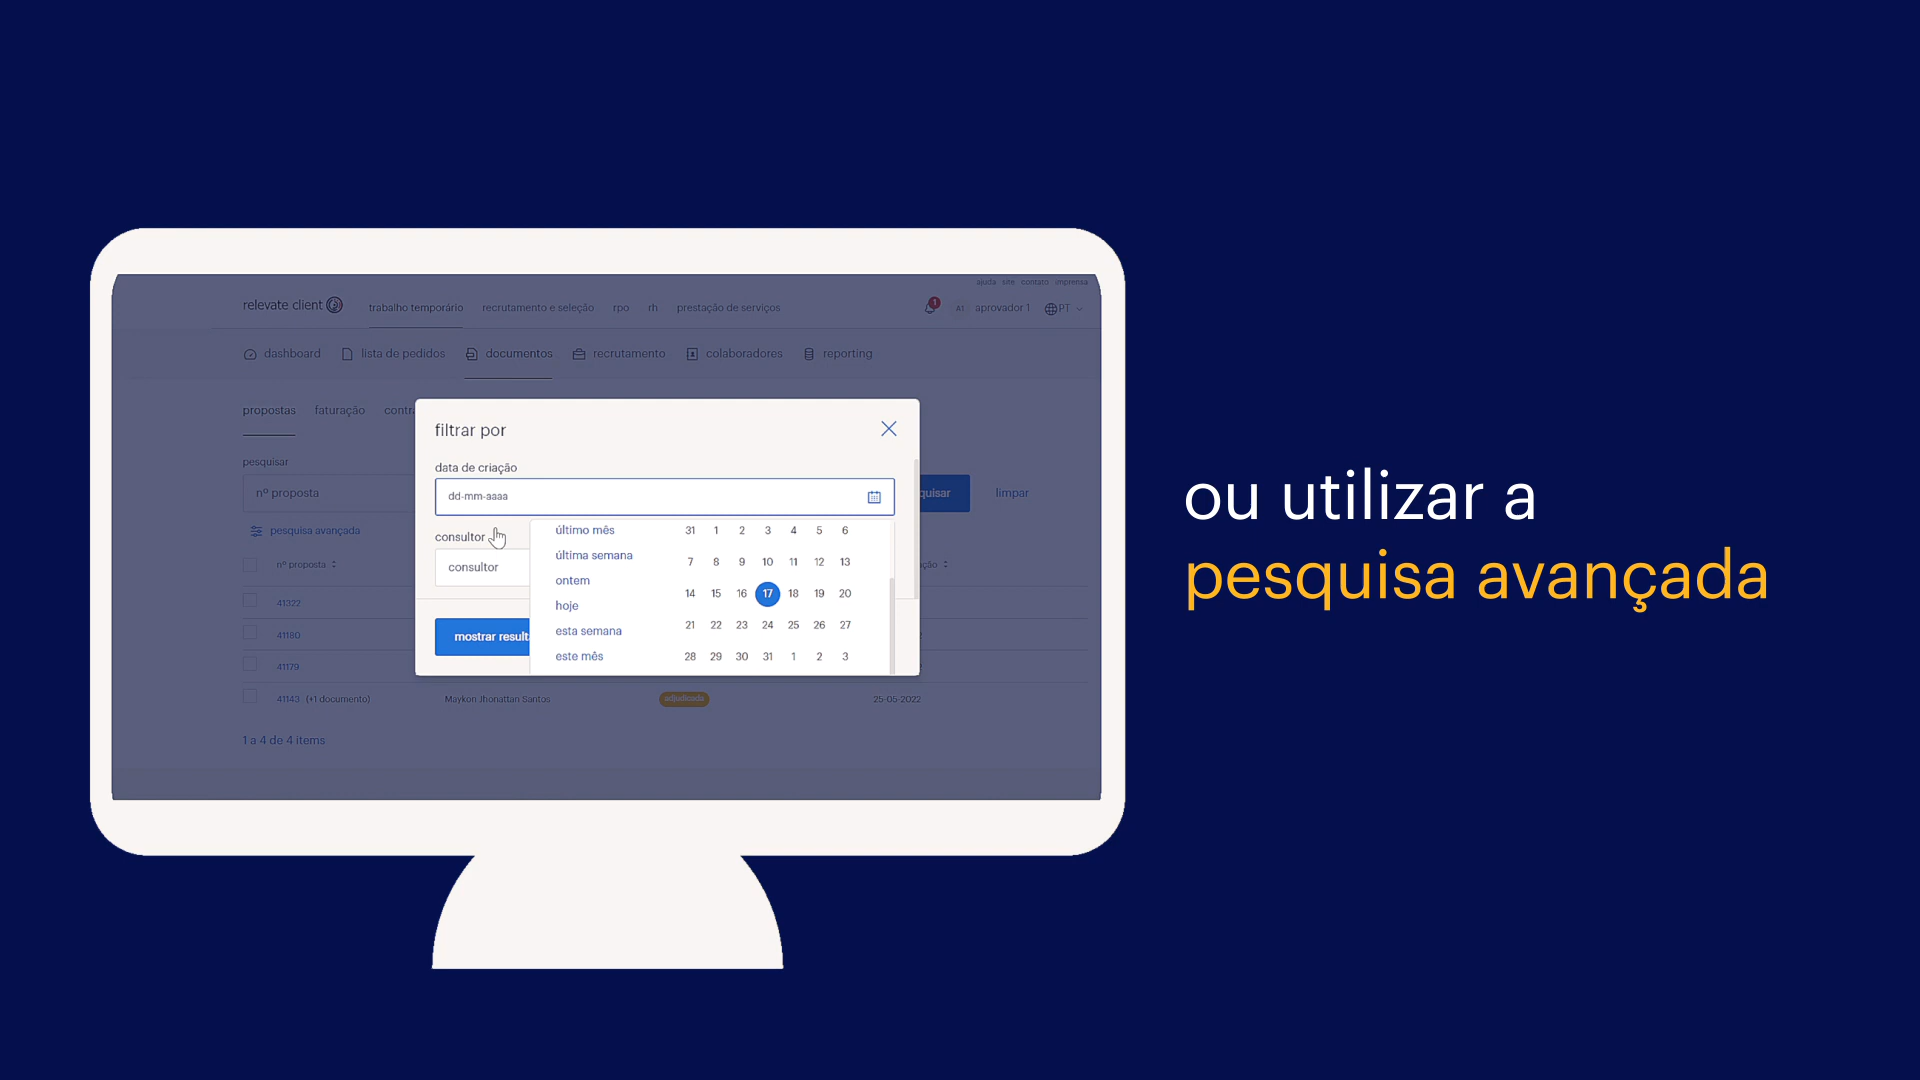 ajuda site contato imprensa
relevate client
trabalho temporário recrutamento e seleção rpo rh prestação de serviços
1
A1 aprovador 1 PT
dashboard lista de pedidos documentos recrutamento colaboradores reporting
propostas faturação contr
pesquisar
nº proposta
quisar limpar
pesquisa avançada
nº proposta
ção
41322
41180
41179
41143 (+1 documento) Maykon Jhonattan Santos adjudicada 25-05-2022
1 a 4 de 4 items
filtrar por
data de criação
dd-mm-aaaa
consultor
consultor
mostrar result
último mês
última semana
ontem
hoje
esta semana
este mês
31 1 2 3 4 5 6
7 8 9 10 11 12 13
14 15 16 17 18 19 20
21 22 23 24 25 26 27
28 29 30 31 1 2 3
ou utilizar a
pesquisa avançada